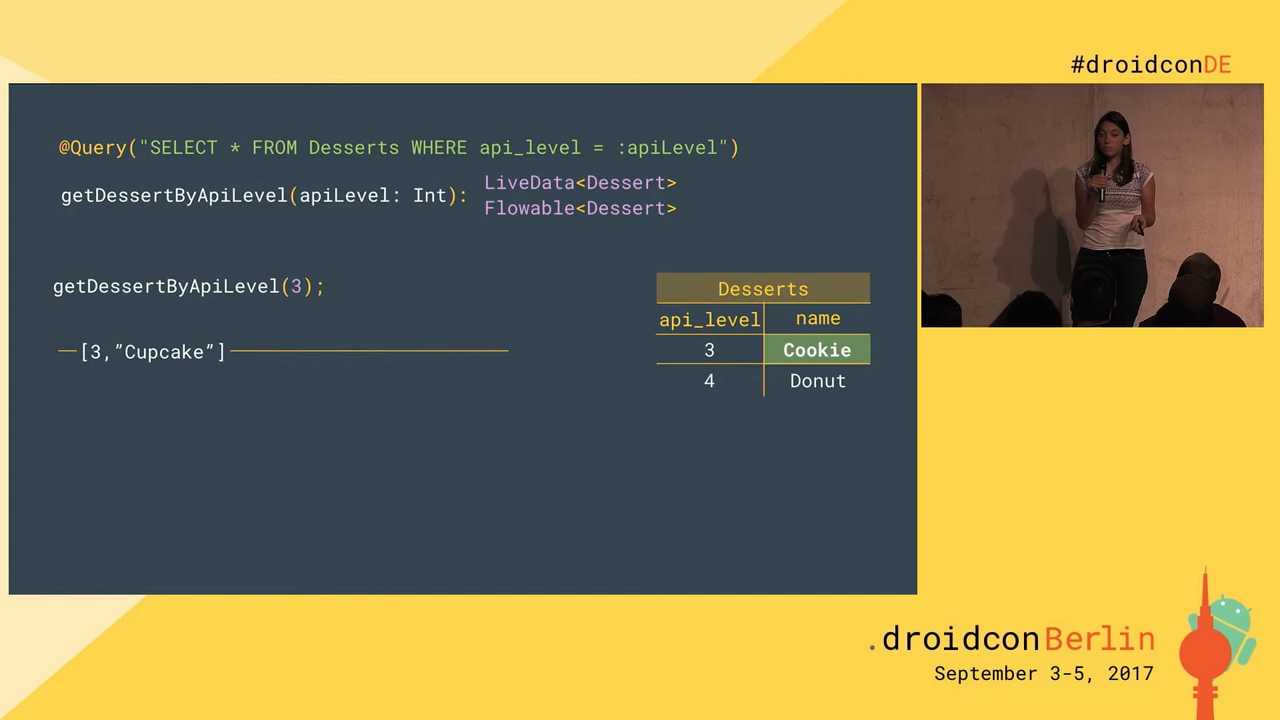 #droidconDE
@Query("SELECT * FROM Desserts WHERE api_level = :apiLevel")
getDessertByApiLevel(apiLevel: Int):
LiveData<Dessert>
Flowable<Dessert>
getDessertByApiLevel(3);
[3,”Cupcake”]
Desserts
api_level name
3 Cookie
4 Donut
.droidconBerlin
September 3-5, 2017